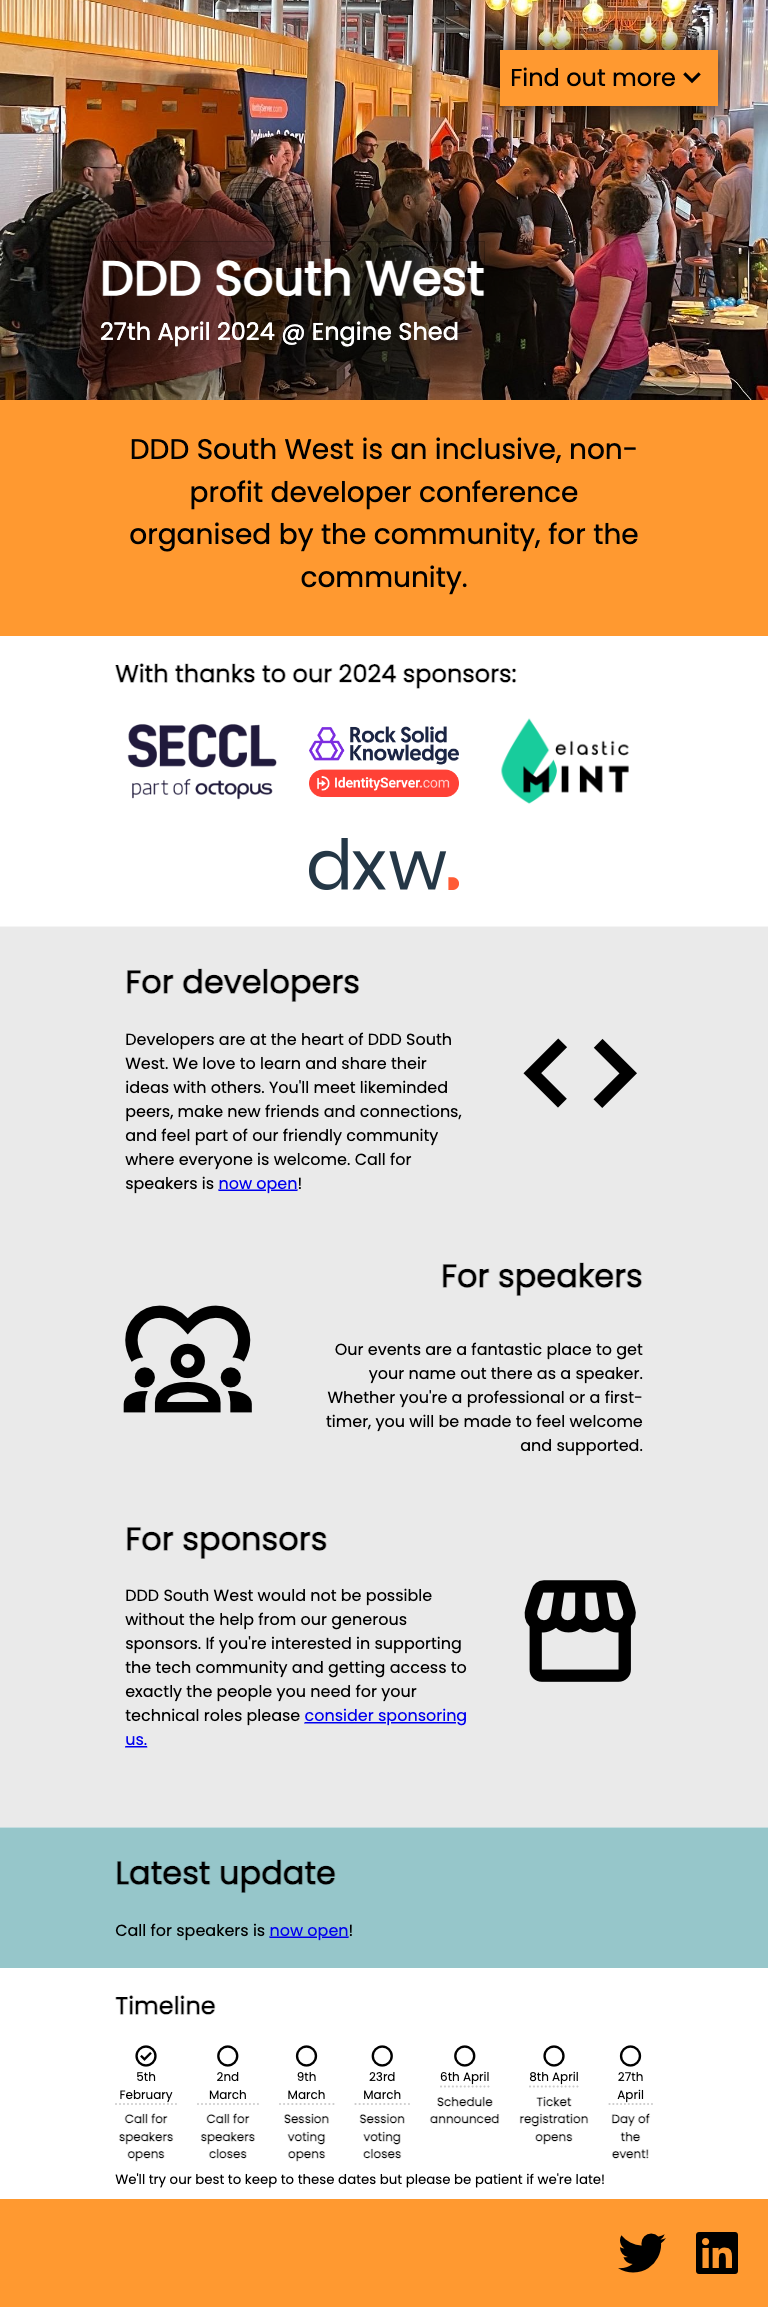 IdentityServer.com
Find out more
DDD South West
27th April 2024 @ Engine Shed
DDD South West is an inclusive, non-
profit developer conference
organised by the community, for the
community.
With thanks to our 2024 sponsors:
SECCL
part of octopus
Rock Solid
Knowledge
IdentityServer.com
elastic
MINT
dxw.
For developers
Developers are at the heart of DDD South
West. We love to learn and share their
ideas with others. You'll meet likeminded
peers, make new friends and connections,
and feel part of our friendly community
where everyone is welcome. Call for
speakers is now open!
For speakers
Our events are a fantastic place to get
your name out there as a speaker.
Whether you're a professional or a first-
timer, you will be made to feel welcome
and supported.
For sponsors
DDD South West would not be possible
without the help from our generous
sponsors. If you're interested in supporting
the tech community and getting access to
exactly the people you need for your
technical roles please consider sponsoring
us.
Latest update
Call for speakers is now open!
Timeline
5th
February
Call for
speakers
opens
2nd
March
Call for
speakers
closes
9th
March
Session
voting
opens
23rd
March
Session
voting
closes
6th April
Schedule
announced
8th April
Ticket
registration
opens
27th
April
Day of
the
event!
We'll try our best to keep to these dates but please be patient if we're late!
in